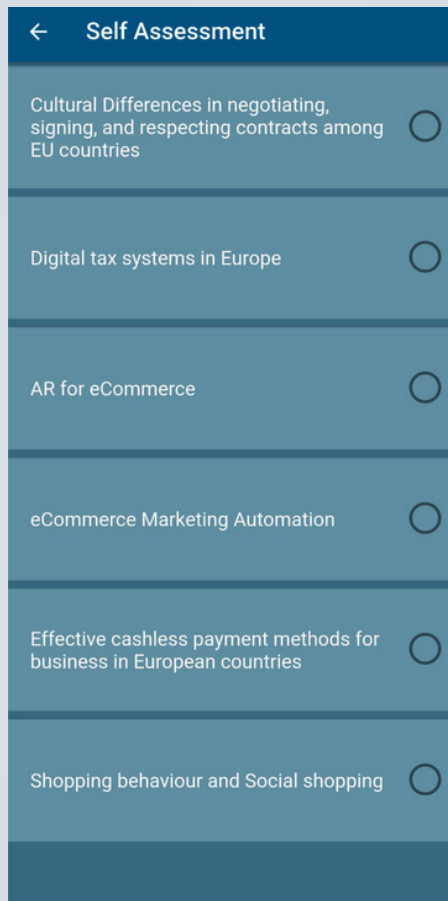 Self Assessment
Cultural Differences in negotiating,
signing, and respecting contracts among
EU countries
Digital tax systems in Europe
AR for eCommerce
eCommerce Marketing Automation
Effective cashless payment methods for
business in European countries
Shopping behaviour and Social shopping